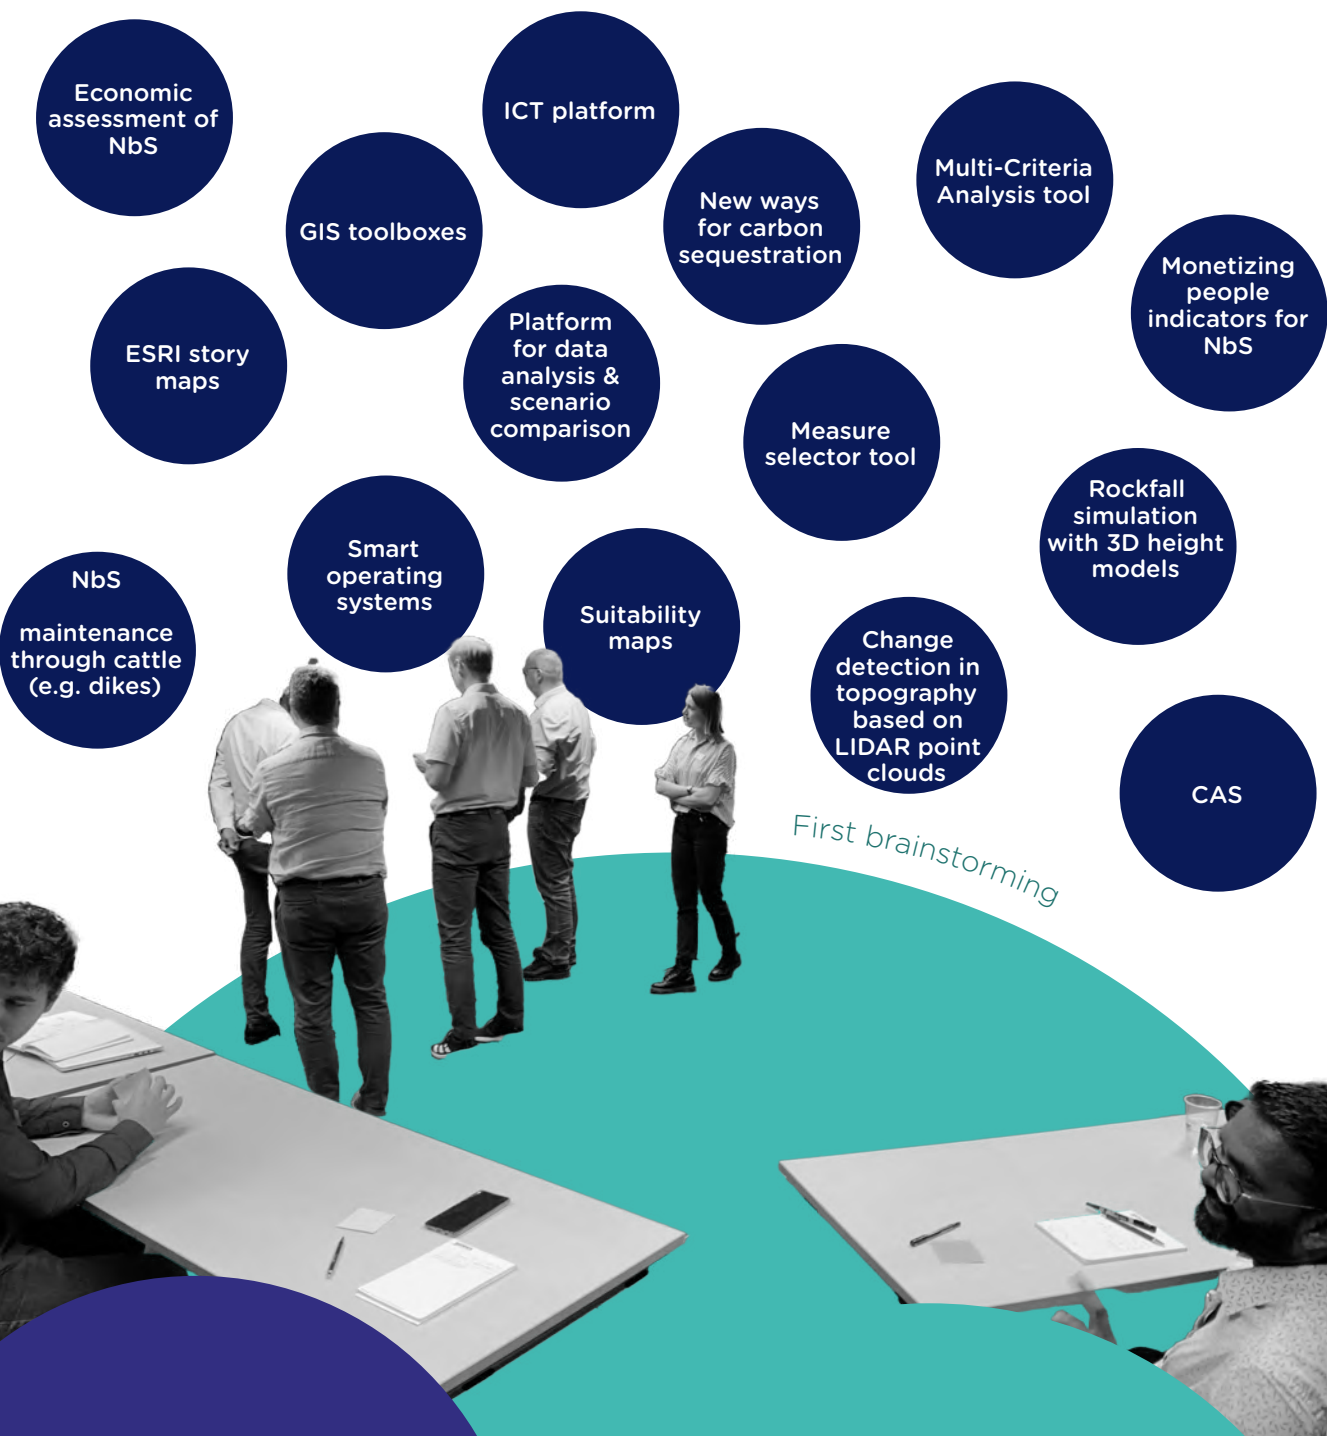 Economic
assessment of
NbS
ICT platform
GIS toolboxes
New ways
for carbon
sequestration
Multi-Criteria
Analysis tool
Monetizing
people
indicators for
NbS
ESRI story
maps
Platform
for data
analysis &
scenario
comparison
Measure
selector tool
Rockfall
simulation
with 3D height
models
NbS
maintenance
through cattle
(e.g. dikes)
Smart
operating
systems
Suitability
maps
Change
detection in
topography
based on
LIDAR point
clouds
CAS
First brainstorming